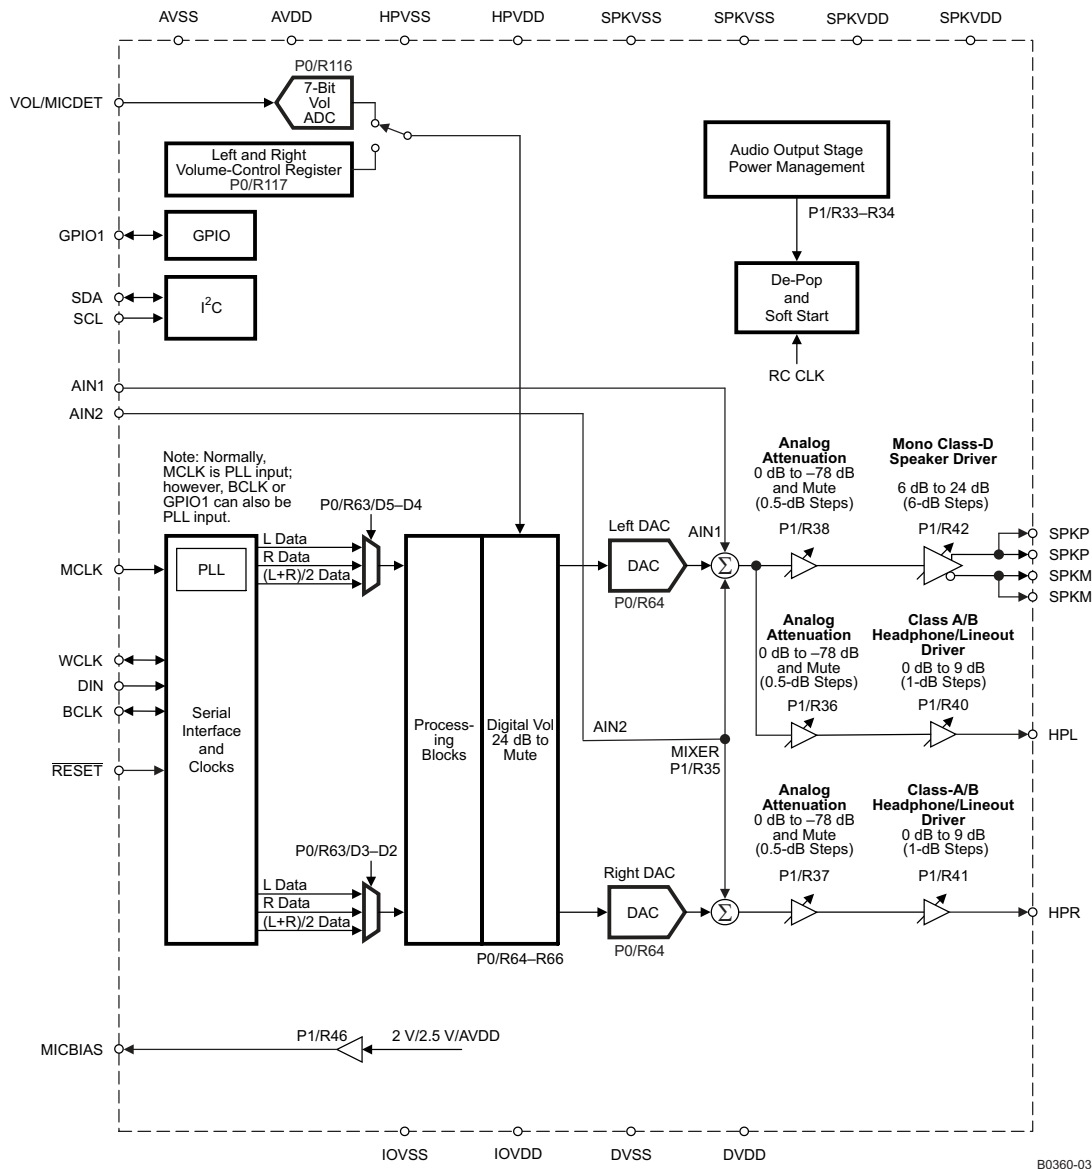 AVSS
AVDD
HPVSS
HPVDD
SPKVSS
SPKVSS
SPKVDD
SPKVDD
P0/R116
VOL/MICDET
7-Bit
Vol
ADC
Left and Right
Volume-Control Register
P0/R117
Audio Output Stage
Power Management
P1/R33–R34
GPIO1
GPIO
SDA
SCL
I2C
De-Pop
and
Soft Start
RC CLK
AIN1
AIN2
Note: Normally,
MCLK is PLL input;
however, BCLK or
GPIO1 can also be
PLL input.
P0/R63/D5–D4
Analog
Attenuation
0 dB to –78 dB
and Mute
(0.5-dB Steps)
P1/R38
Mono Class-D
Speaker Driver
6 dB to 24 dB
(6-dB Steps)
P1/R42
MCLK
PLL
L Data
R Data
(L+R)/2 Data
Left DAC
DAC
P0/R64
AIN1
Σ
SPKP
SPKP
SPKM
SPKM
WCLK
DIN
BCLK
RESET
Serial
Interface
and
Clocks
Process-
ing
Blocks
Digital Vol
24 dB to
Mute
AIN2
MIXER
P1/R35
Analog
Attenuation
0 dB to –78 dB
and Mute
(0.5-dB Steps)
P1/R36
Class A/B
Headphone/Lineout
Driver
0 dB to 9 dB
(1-dB Steps)
P1/R40
HPL
P0/R63/D3–D2
L Data
R Data
(L+R)/2 Data
P0/R64–R66
Right DAC
DAC
P0/R64
Σ
Analog
Attenuation
0 dB to –78 dB
and Mute
(0.5-dB Steps)
P1/R37
Class-A/B
Headphone/Lineout
Driver
0 dB to 9 dB
(1-dB Steps)
P1/R41
HPR
MICBIAS
P1/R46
2 V/2.5 V/AVDD
IOVSS
IOVDD
DVSS
DVDD
B0360-03